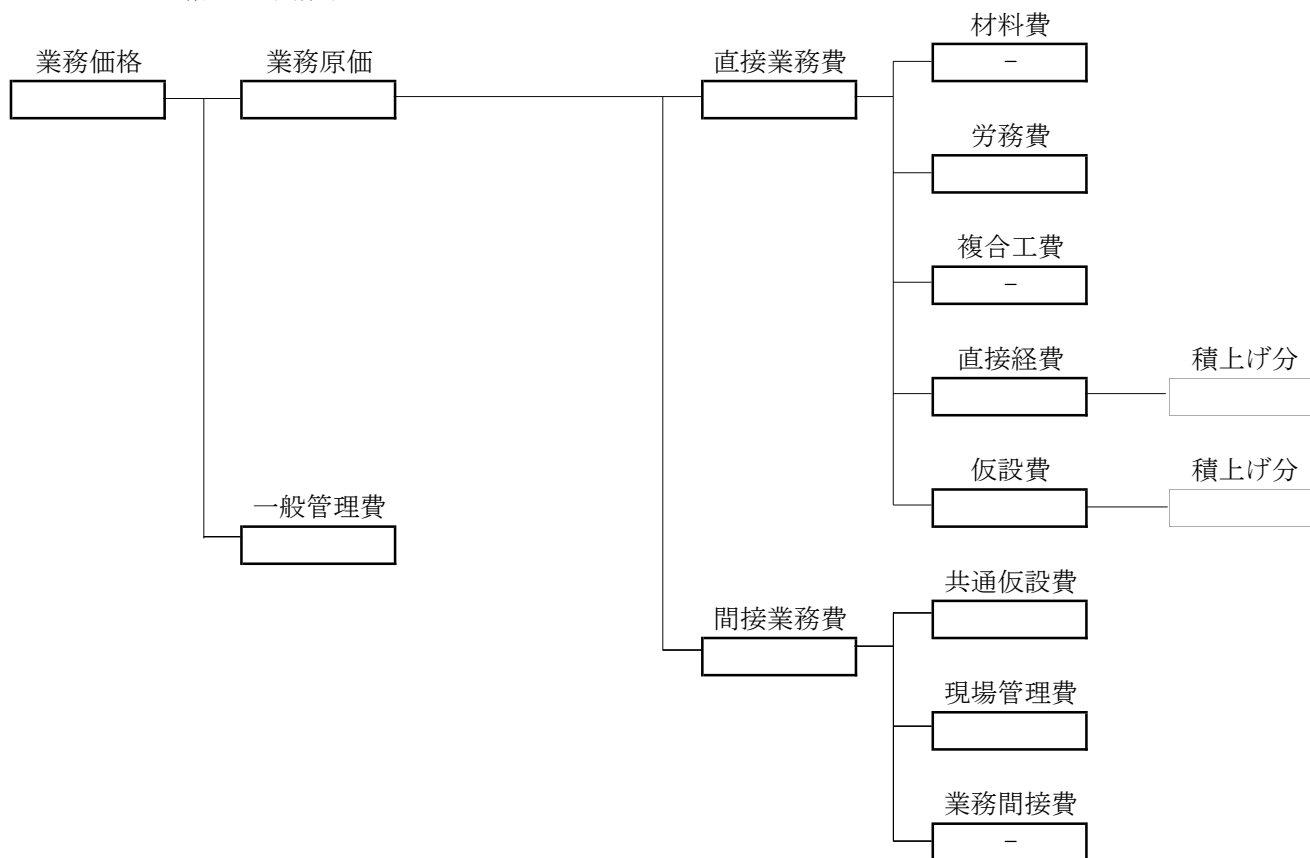 材料費
業務価格 業務原価 直接業務費
－
労務費
複合工費
－
直接経費 積上げ分
仮設費 積上げ分
一般管理費
共通仮設費
間接業務費
現場管理費
業務間接費
－